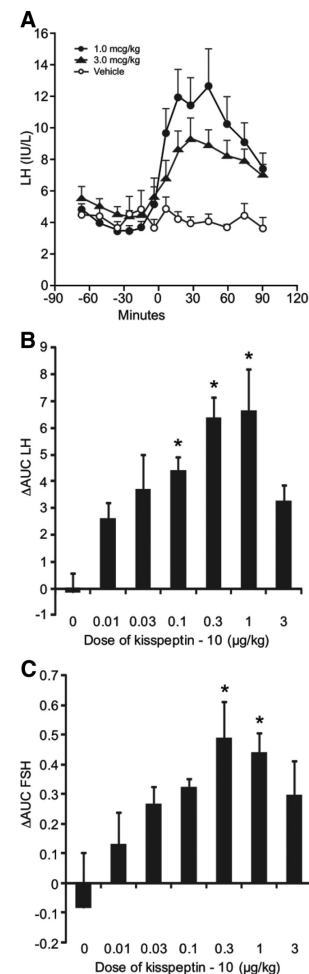 A
16
14
12
10
8
6
4
2
0
LH (IIU/L)
1.0 mcg/kg
3.0 mcg/kg
Vehicle
-90 -60 -30 0 30 60 90 120
Minutes
B
9
8
7
6
5
4
3
2
1
0
-1
ΔAUC LH
* * *
0 0.01 0.03 0.1 0.3 1 3
Dose of kisspeptin - 10 (µg/kg)
C
0.7
0.6
0.5
0.4
0.3
0.2
0.1
0
-0.1
-0.2
ΔAUC FSH
* *
0 0.01 0.03 0.1 0.3 1 3
Dose of kisspeptin - 10 (µg/kg)